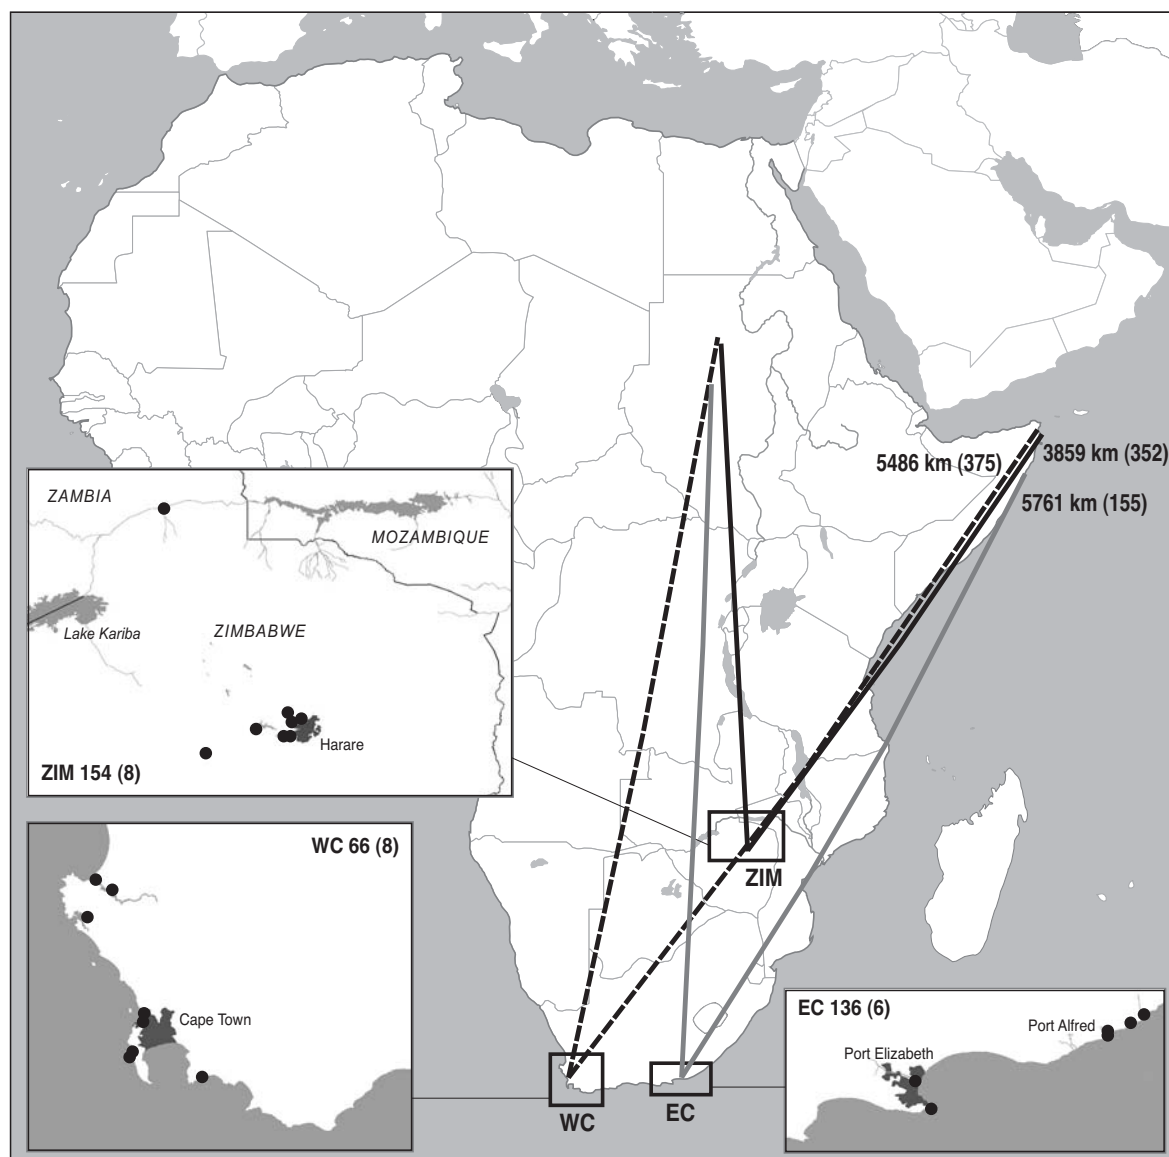 5486 km (375)
3859 km (352)
5761 km (155)
ZAMBIA
MOZAMBIQUE
Lake Kariba
ZIMBABWE
Harare
ZIM 154 (8)
ZIM
WC 66 (8)
Cape Town
WC
EC
EC 136 (6)
Port Alfred
Port Elizabeth